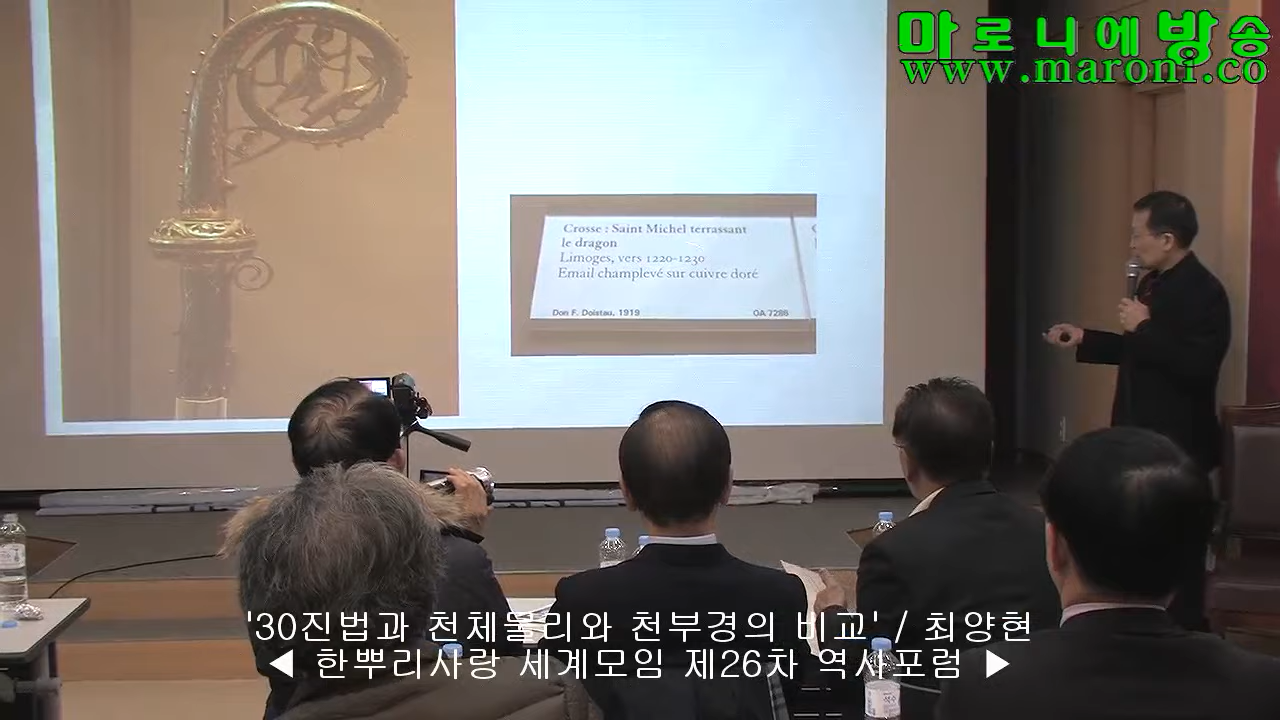 마로니에방송
www.maroni.co
Crosse : Saint Michel terrassant
le dragon
Limoges, vers 1220-1230
Email champlevé sur cuivre doré
Don F. Doistau, 1919
OA 7288
'30진법과 천체물리와 천부경의 비교' / 최양현
◀ 한뿌리사랑 세계모임 제26차 역사포럼 ▶